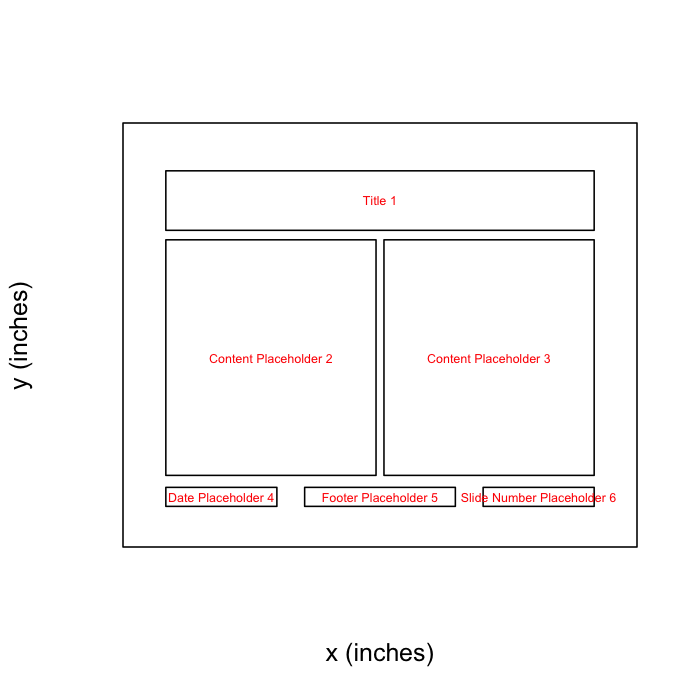 Title 1
Content Placeholder 2
Content Placeholder 3
Date Placeholder 4
Footer Placeholder 5
Slide Number Placeholder 6
y (inches)
x (inches)